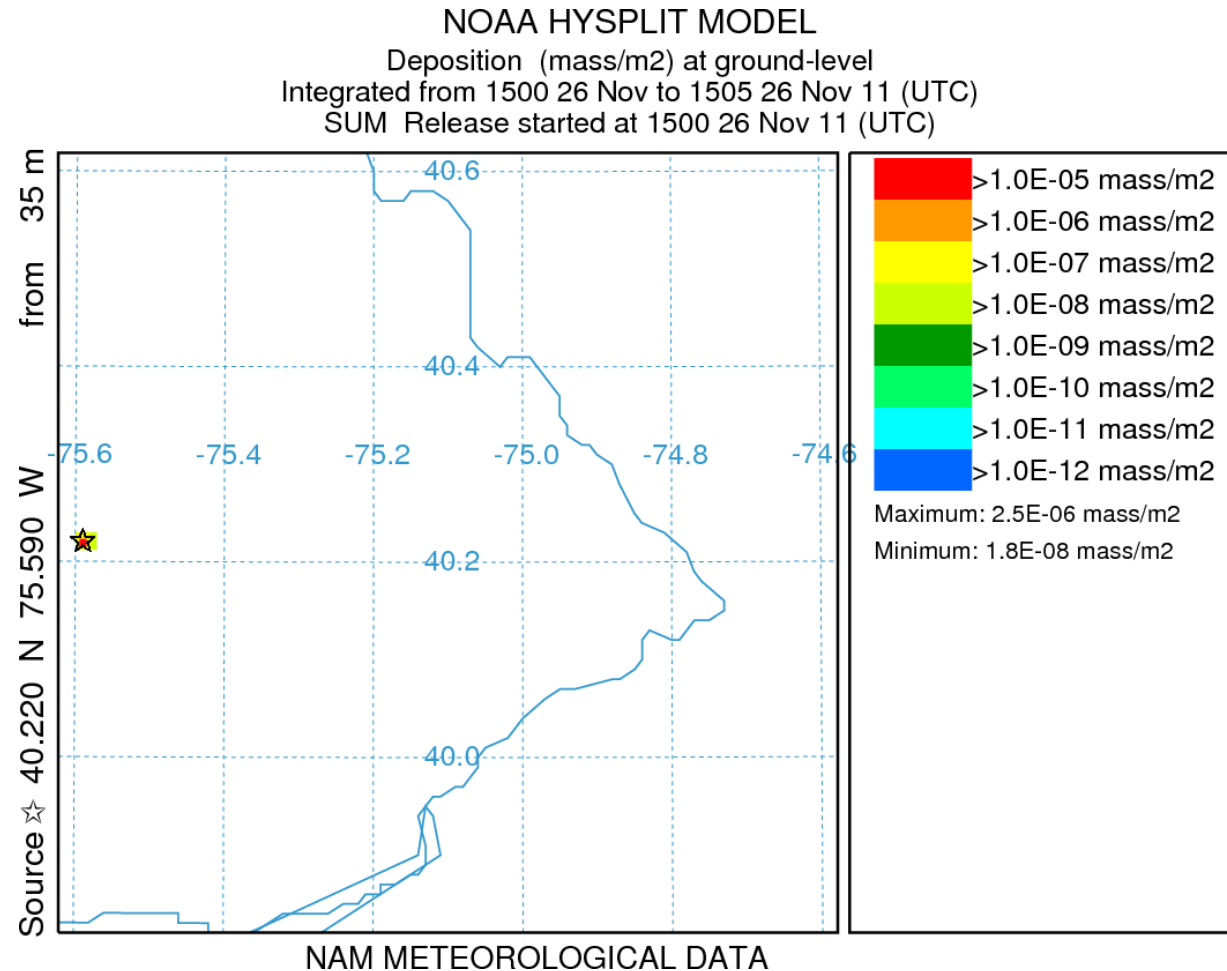 NOAA HYSPLIT MODEL
Deposition (mass/m2) at ground-level
Integrated from 1500 26 Nov to 1505 26 Nov 11 (UTC)
SUM Release started at 1500 26 Nov 11 (UTC)
Source ☆ 40.220 N 75.590 W from 35 m
40.6
40.4
-75.6 -75.4 -75.2 -75.0 -74.8 -74.6
40.2
40.0
>1.0E-05 mass/m2
>1.0E-06 mass/m2
>1.0E-07 mass/m2
>1.0E-08 mass/m2
>1.0E-09 mass/m2
>1.0E-10 mass/m2
>1.0E-11 mass/m2
>1.0E-12 mass/m2
Maximum: 2.5E-06 mass/m2
Minimum: 1.8E-08 mass/m2
NAM METEOROLOGICAL DATA